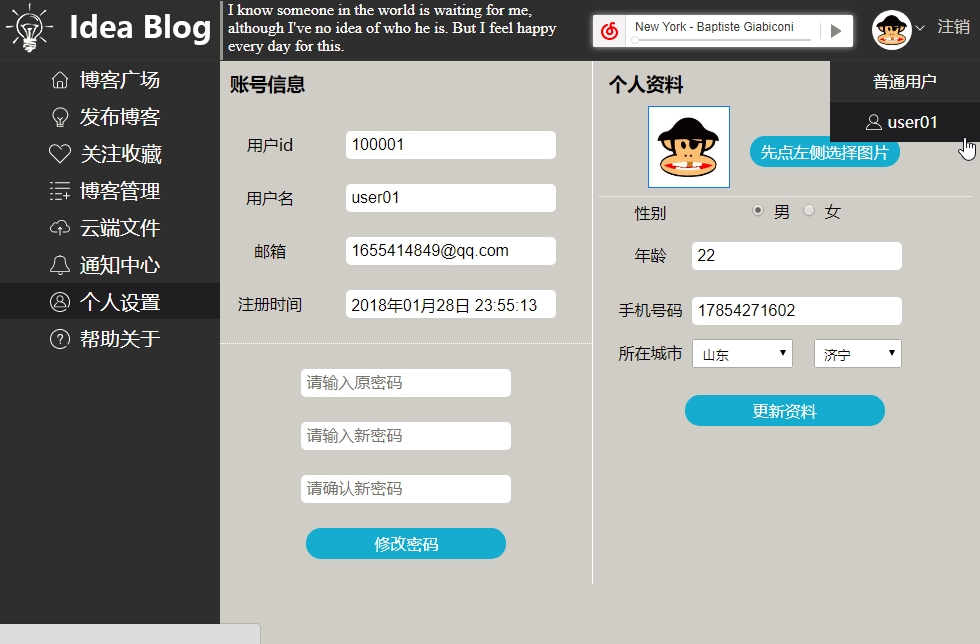 Idea Blog
I know someone in the world is waiting for me,
although I've no idea of who he is. But I feel happy
every day for this.
New York - Baptiste Giabiconi
注销
普通用户
user01
博客广场
发布博客
关注收藏
博客管理
云端文件
通知中心
个人设置
帮助关于
账号信息
用户id 100001
用户名 user01
邮箱 1655414849@qq.com
注册时间 2018年01月28日 23:55:13
请输入原密码
请输入新密码
请确认新密码
修改密码
个人资料
先点左侧选择图片
性别 男 女
年龄 22
手机号码 17854271602
所在城市 山东 济宁
更新资料